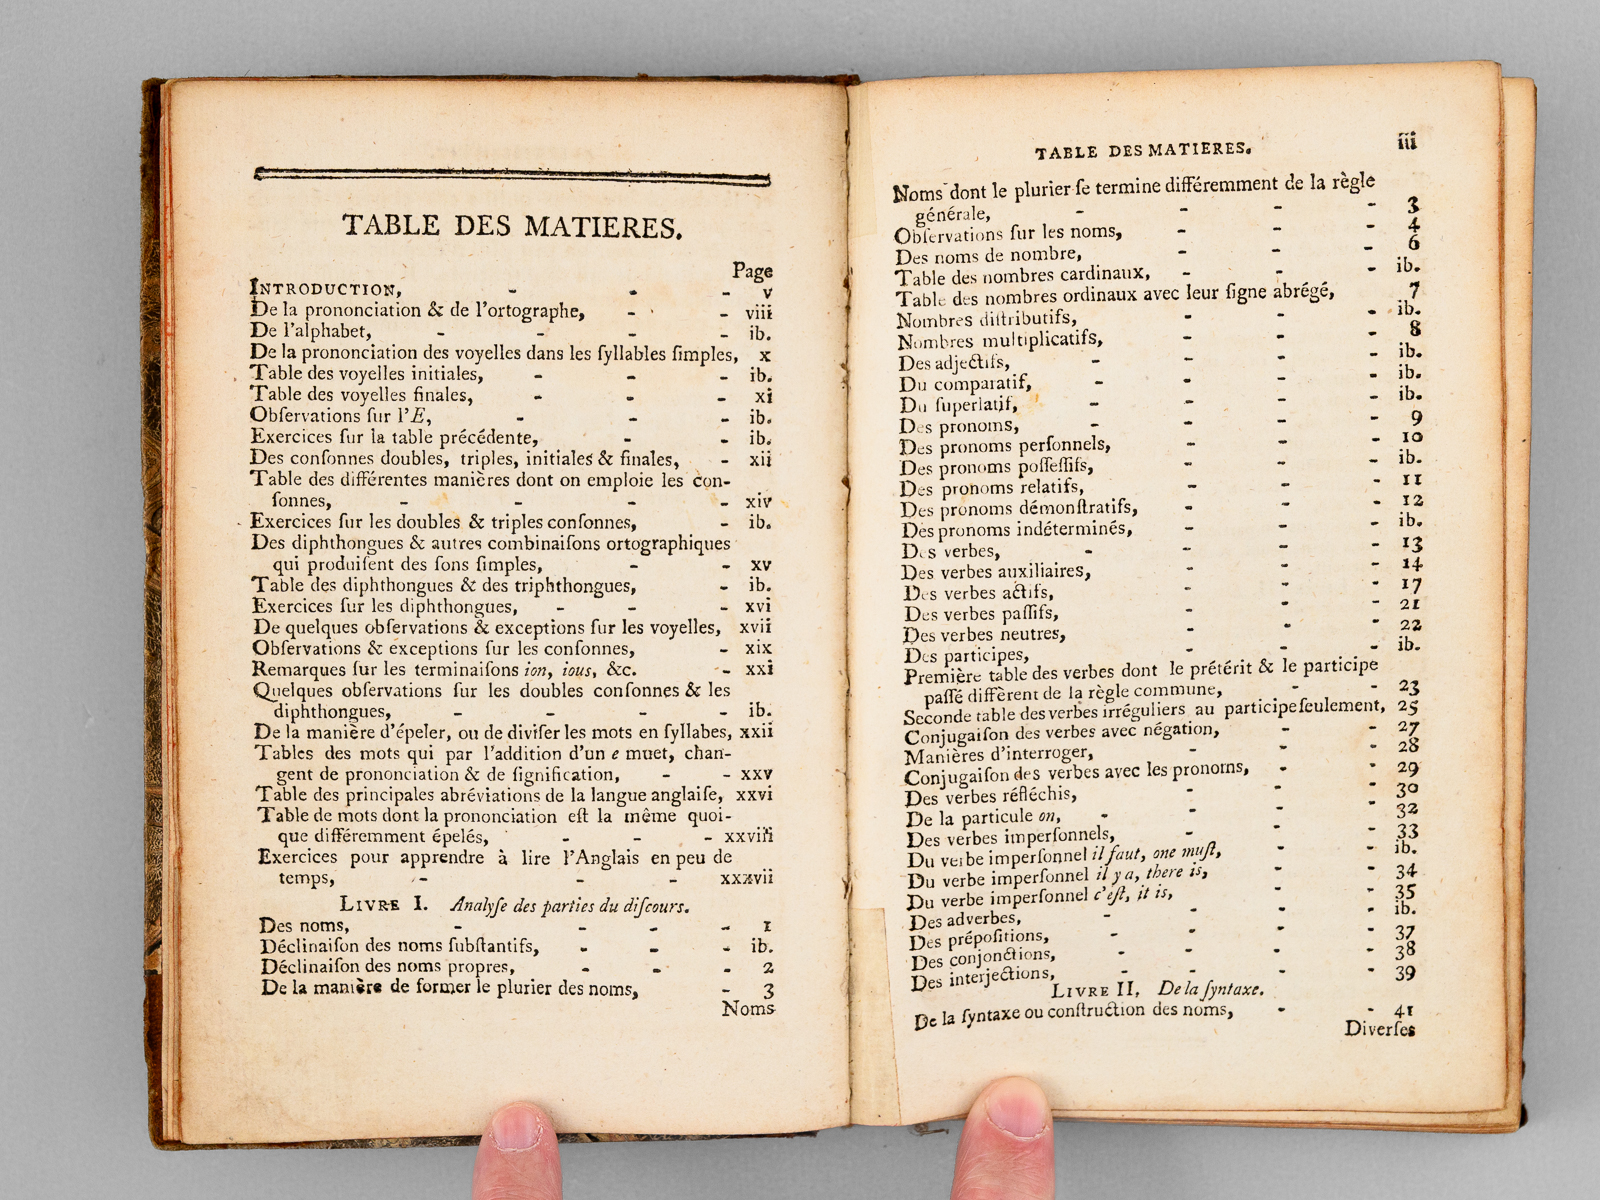 TABLE DES MATIERES.
Page
INTRODUCTION, - - - v
De la prononciation & de l'ortographe, - - viii
De l'alphabet, - - - - ib.
De la prononciation des voyelles dans les ſyllables ſimples, x
Table des voyelles initiales, - - - ib.
Table des voyelles finales, - - - xi
Obſervations ſur l'E, - - - ib.
Exercices ſur la table précédente, - - ib.
Des conſonnes doubles, triples, initiales & finales, - xii
Table des différentes manières dont on emploie les con-
ſonnes, - - - - xiv
Exercices ſur les doubles & triples conſonnes, - ib.
Des diphthongues & autres combinaiſons ortographiques
qui produiſent des ſons ſimples, - - xv
Table des diphthongues & des triphthongues, - ib.
Exercices ſur les diphthongues, - - - xvi
De quelques obſervations & exceptions ſur les voyelles, xvii
Obſervations & exceptions ſur les conſonnes, - xix
Remarques ſur les terminaiſons ion, ious, &c. - xxi
Quelques obſervations ſur les doubles conſonnes & les
diphthongues, - - - - ib.
De la manière d'épeler, ou de diviſer les mots en ſyllabes, xxii
Tables des mots qui par l'addition d'un e muet, chan-
gent de prononciation & de ſignification, - - xxv
Table des principales abréviations de la langue anglaiſe, xxvi
Table de mots dont la prononciation eſt la même quoi-
que différemment épelés, - - - xxviii
Exercices pour apprendre à lire l'Anglais en peu de
temps, - - - xxxvii
LIVRE I. Analyſe des parties du diſcours.
Des noms, - - - - 1
Déclinaiſon des noms ſubſtantifs, - - - ib.
Déclinaiſon des noms propres, - - - 2
De la manière de former le plurier des noms, - 3
Noms
TABLE DES MATIERES. iii
Noms dont le plurier ſe termine différemment de la règle
générale, - - - - 3
Obſervations ſur les noms, - - - 4
Des noms de nombre, - - - 6
Table des nombres cardinaux, - - - ib.
Table des nombres ordinaux avec leur ſigne abrégé, 7
Nombres diſtributifs, - - - ib.
Nombres multiplicatifs, - - - 8
Des adjectifs, - - - - ib.
Du comparatif, - - - - ib.
Du ſuperlatif, - - - - ib.
Des pronoms, - - - - 9
Des pronoms perſonnels, - - - 10
Des pronoms poſſeſſifs, - - - ib.
Des pronoms relatifs, - - - 11
Des pronoms démonſtratifs, - - - 12
Des pronoms indéterminés, - - - ib.
Des verbes, - - - - 13
Des verbes auxiliaires, - - - 14
Des verbes actifs, - - - 17
Des verbes paſſifs, - - - 21
Des verbes neutres, - - - 22
Des participes, - - - ib.
Première table des verbes dont le prétérit & le participe
paſſé diffèrent de la règle commune, - - 23
Seconde table des verbes irréguliers au participe ſeulement, 25
Conjugaiſon des verbes avec négation, - - 27
Manières d'interroger, - - - 28
Conjugaiſon des verbes avec les pronoms, - - 29
Des verbes réfléchis, - - - 30
De la particule on, - - - - 32
Des verbes imperſonnels, - - - 33
Du verbe imperſonnel il faut, one muſt, - - ib.
Du verbe imperſonnel il y a, there is, - - 34
Du verbe imperſonnel c'eſt, it is, - - 35
Des adverbes, - - - - ib.
Des prépoſitions, - - - - 37
Des conjonctions, - - - - 38
Des interjections, - - - - 39
LIVRE II, De la ſyntaxe.
De la ſyntaxe ou conſtruction des noms, - - 41
Diverſes